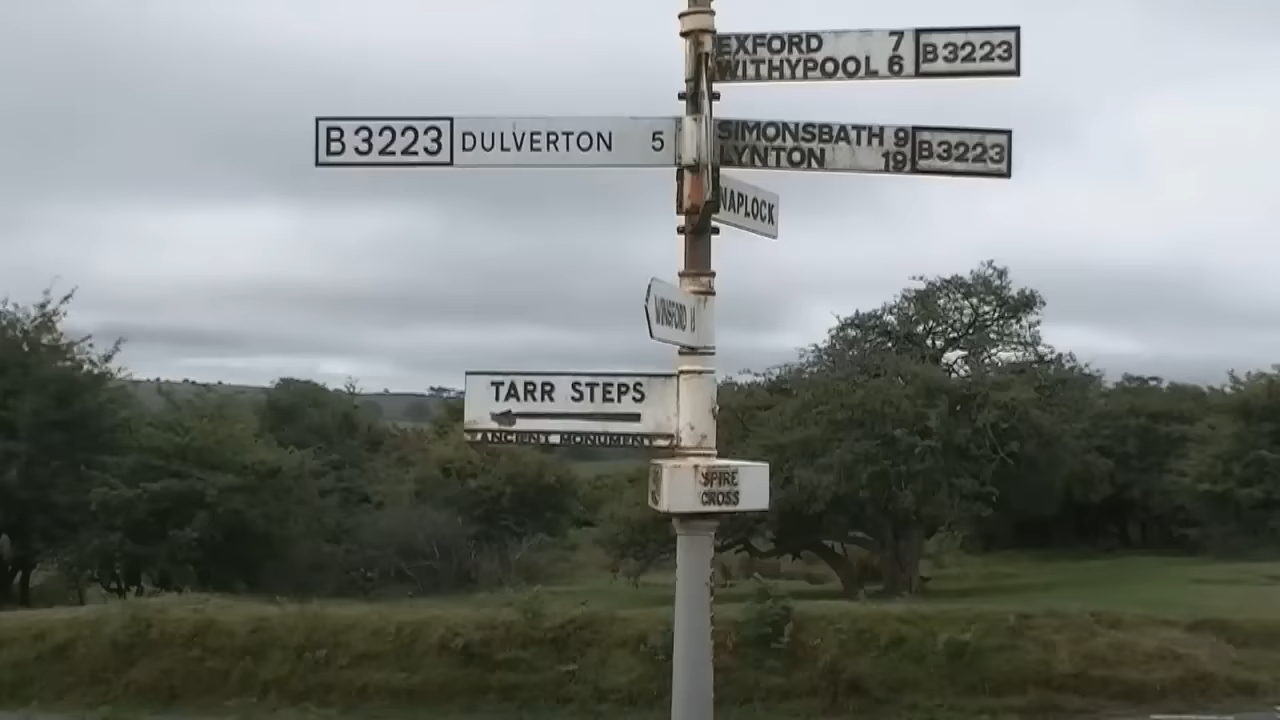 EXFORD 7
WITHYPOOL 6
B3223
B3223 DULVERTON 5
SIMONSBATH 9
LYNTON 19
B3223
WINSFORD
TARR STEPS
ANCIENT MONUMENT
SPIRE
CROSS